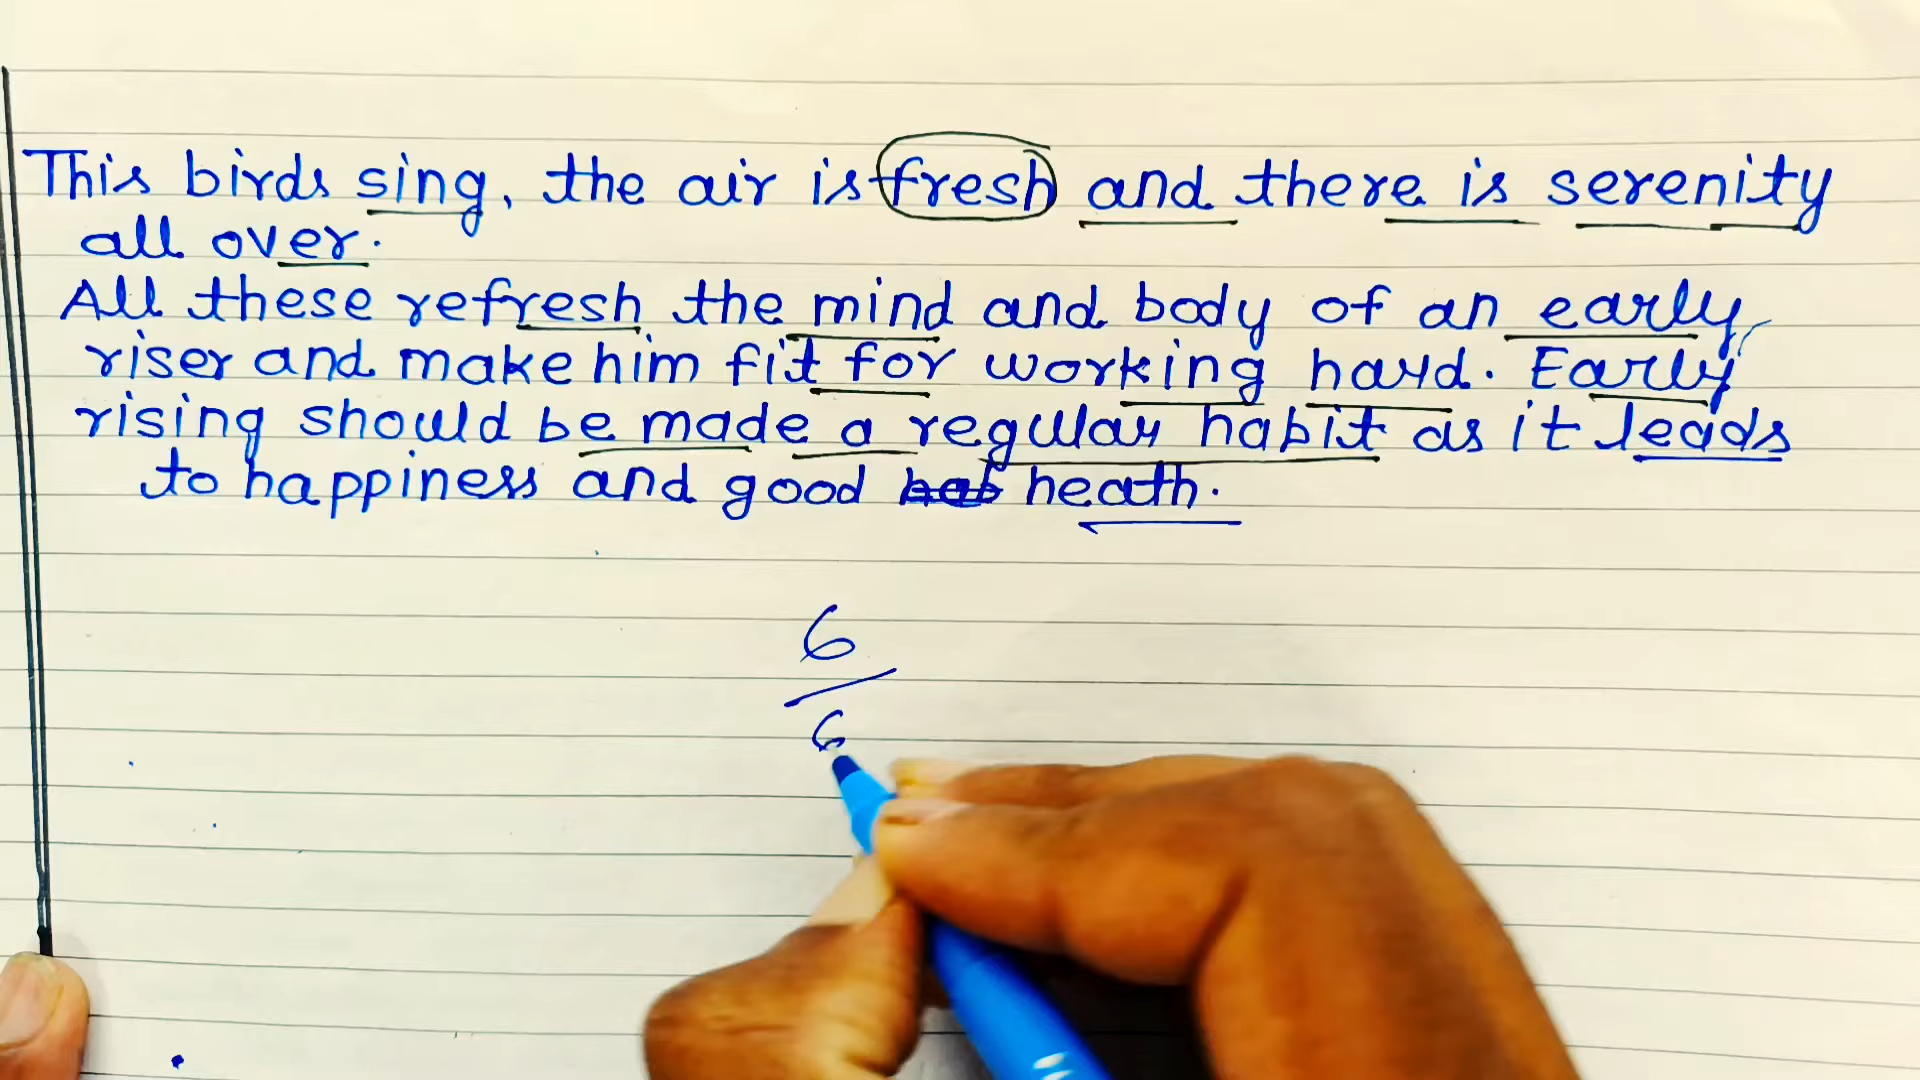 This birds sing, the air is fresh and there is serenity
all over.
All these refresh the mind and body of an early
riser and make him fit for working hard. Early
rising should be made a regular habit as it leads
to happiness and good heath.
6
6